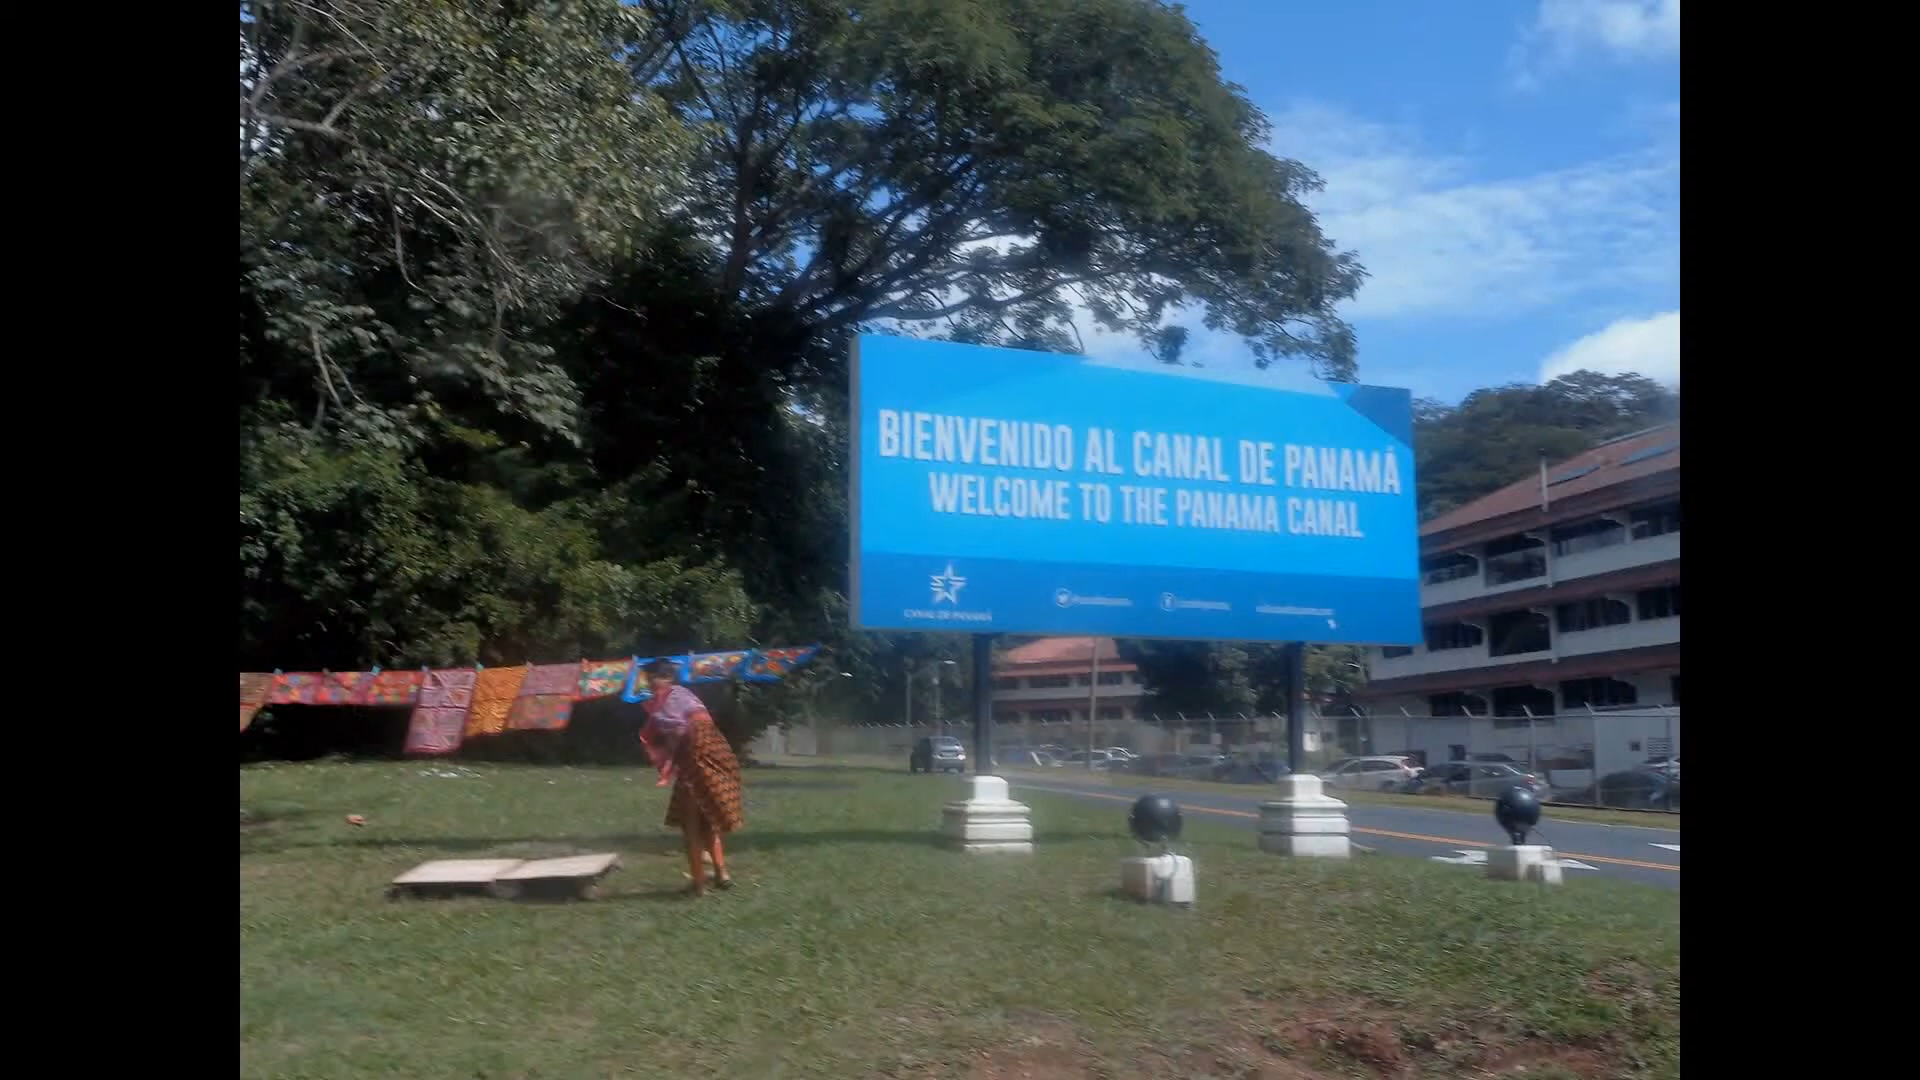 BIENVENIDO AL CANAL DE PANAMÁ
WELCOME TO THE PANAMA CANAL
CANAL DE PANAMÁ